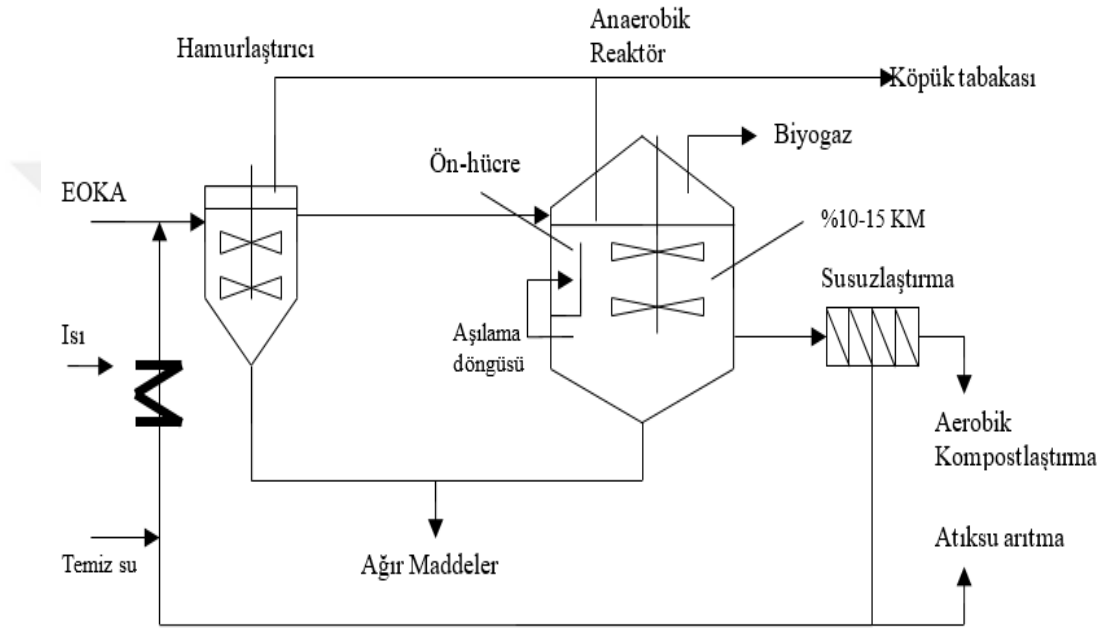 Anaerobik
Reaktör
Hamurlaştırıcı
Köpük tabakası
Biyogaz
Ön-hücre
EOKA
%10-15 KM
Susuzlaştırma
Isı
Aşılama
döngüsü
Aerobik
Kompostlaştırma
Temiz su
Ağır Maddeler
Atıksu arıtma